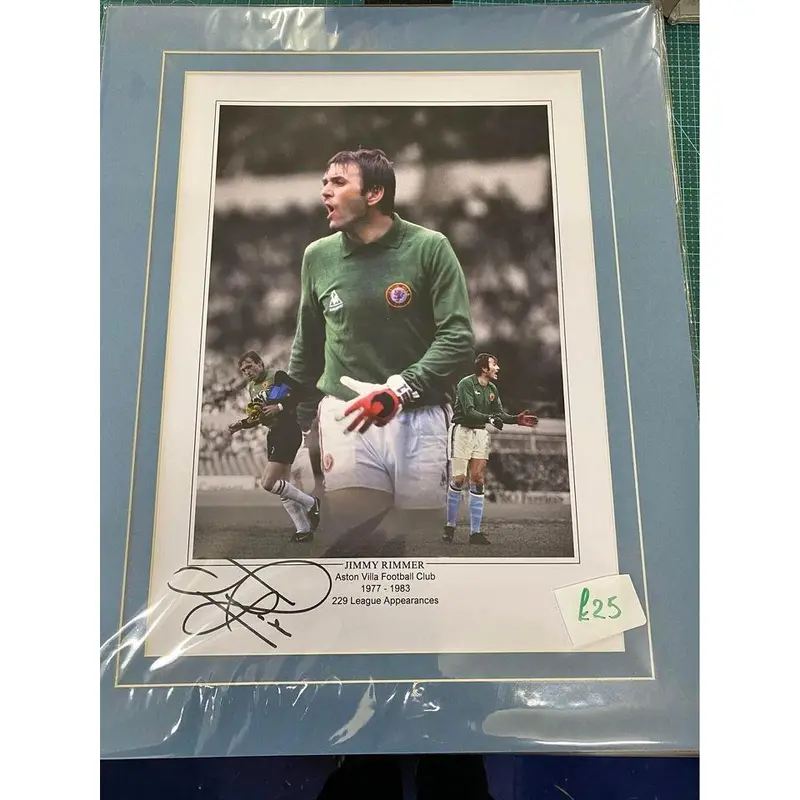 JIMMY RIMMER
Aston Villa Football Club
1977 - 1983
229 League Appearances
£25